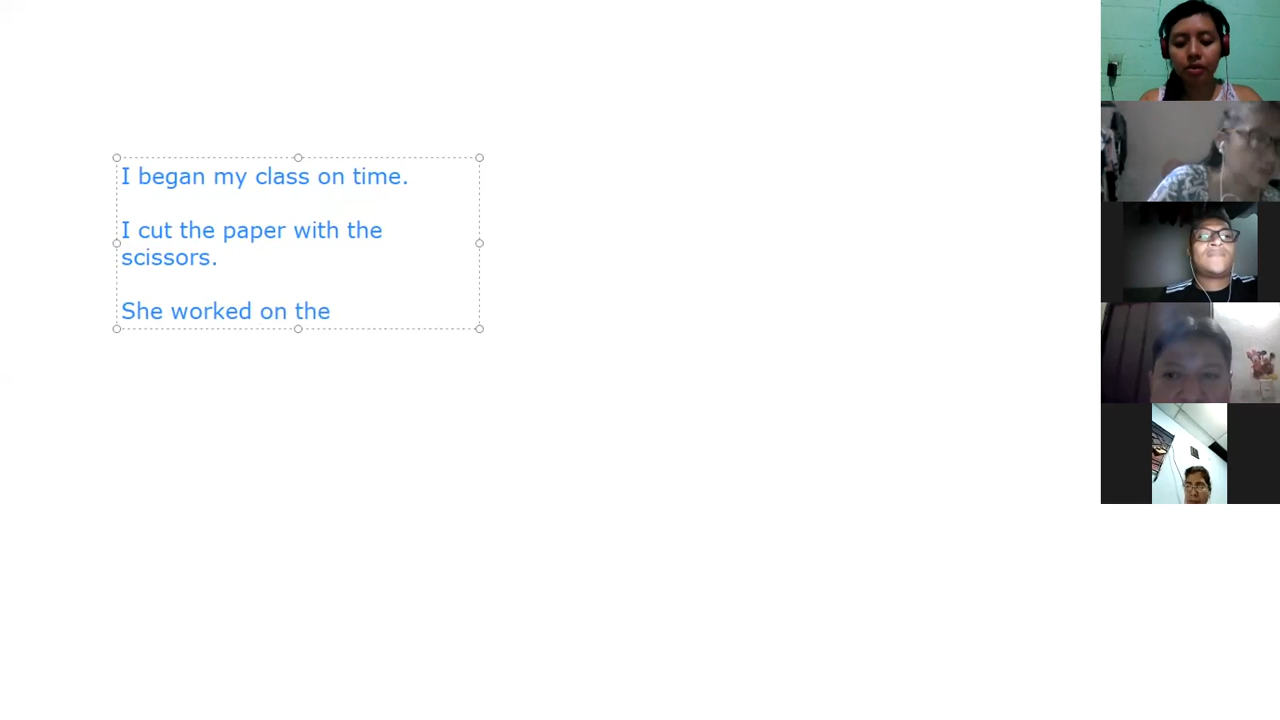 I began my class on time.
I cut the paper with the
scissors.
She worked on the